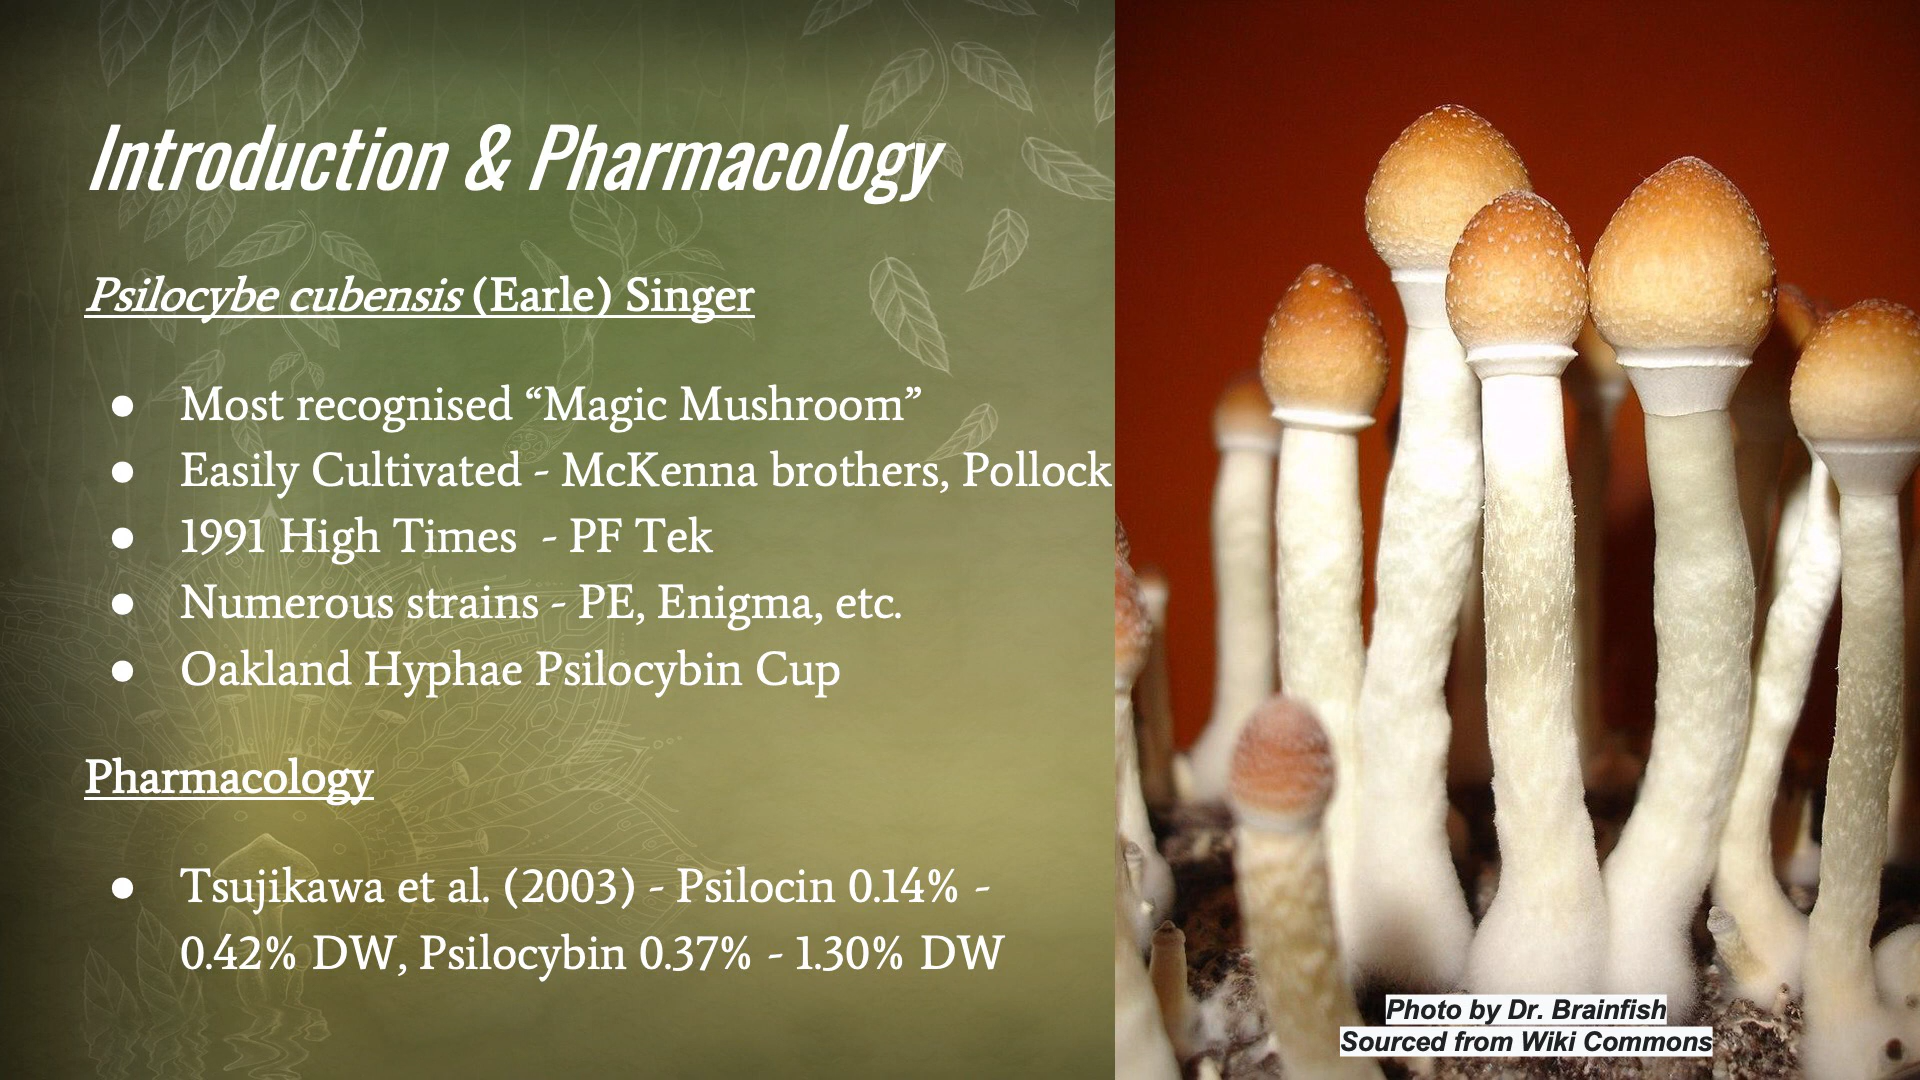 Introduction & Pharmacology
Psilocybe cubensis (Earle) Singer
● Most recognised “Magic Mushroom”
● Easily Cultivated - McKenna brothers, Pollock
● 1991 High Times  - PF Tek
● Numerous strains - PE, Enigma, etc.
● Oakland Hyphae Psilocybin Cup
Pharmacology
● Tsujikawa et al. (2003) - Psilocin 0.14% -
0.42% DW, Psilocybin 0.37%  - 1.30% DW
Photo by Dr. Brainfish
Sourced from Wiki Commons